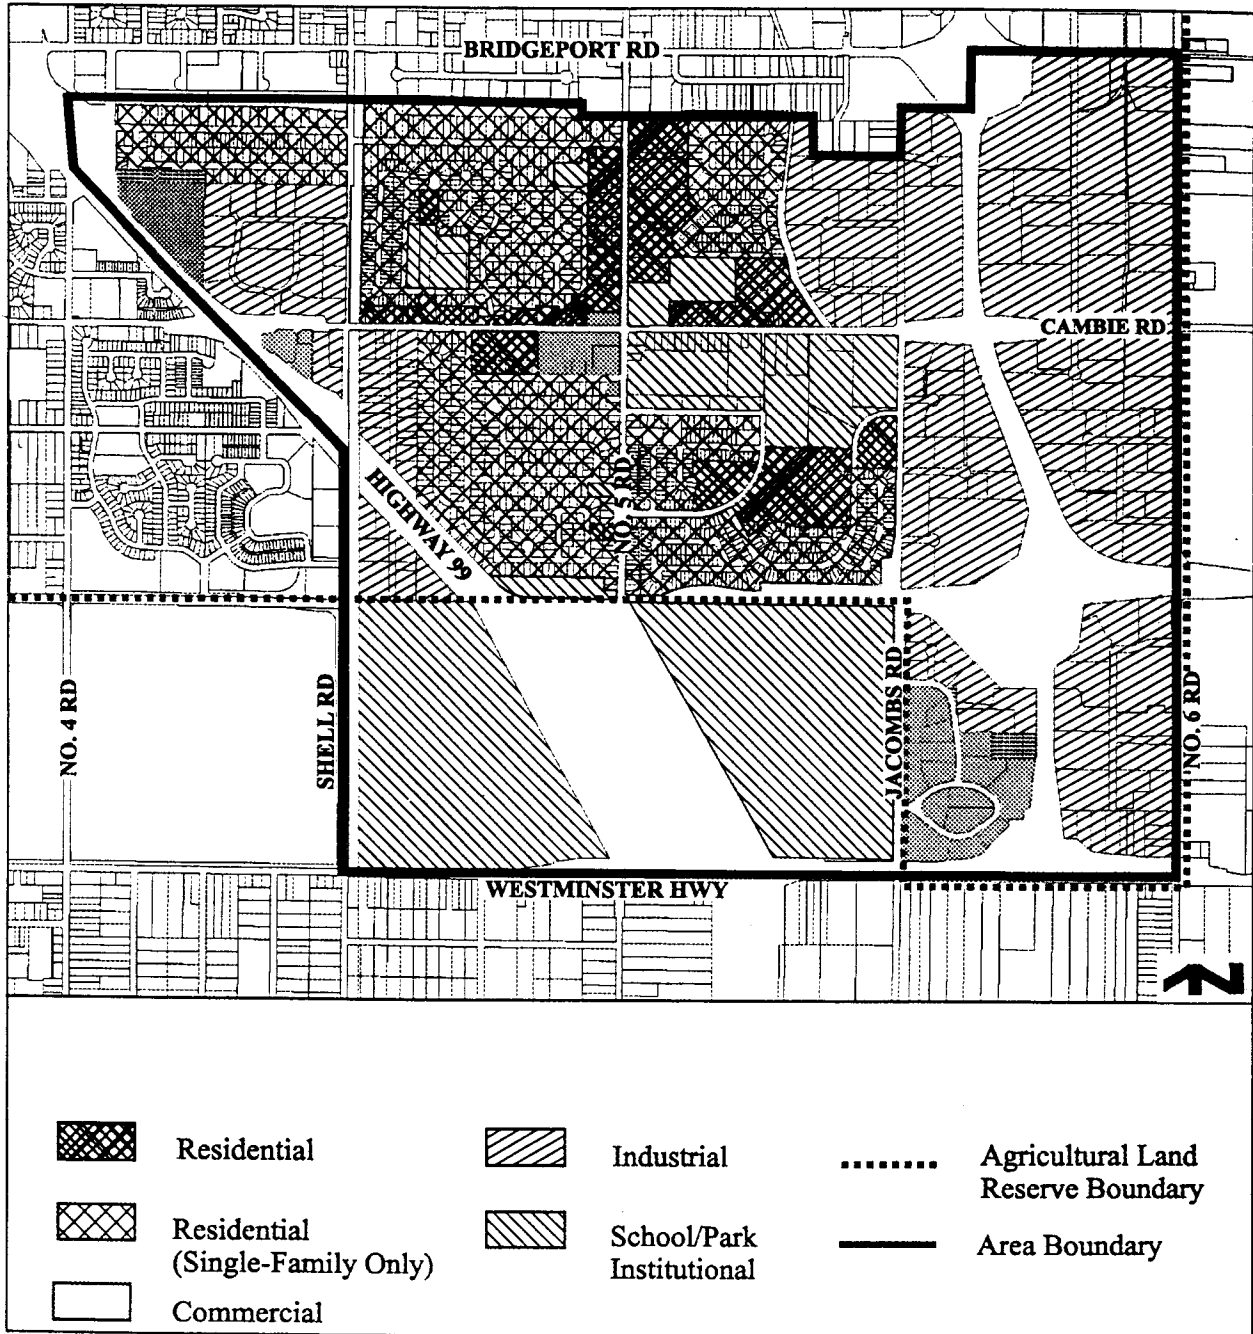 BRIDGEPORT RD
CAMBIE RD
HIGHWAY 99
NO. 5 RD
NO. 4 RD
SHELL RD
JACOMBS RD
NO. 6 RD
WESTMINSTER HWY
N
Residential
Industrial
Agricultural Land
Reserve Boundary
Residential
(Single-Family Only)
School/Park
Institutional
Area Boundary
Commercial